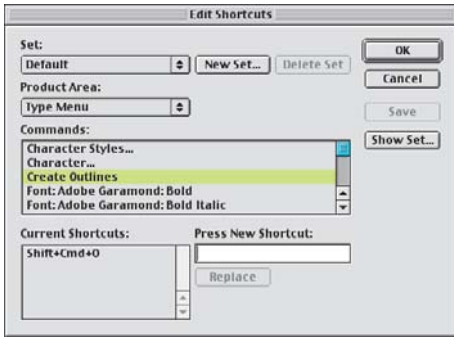 Edit Shortcuts
Set:
Default
New Set...
Delete Set
OK
Cancel
Product Area:
Type Menu
Save
Commands:
Show Set...
Character Styles...
Character...
Create Outlines
Font: Adobe Garamond: Bold
Font: Adobe Garamond: Bold Italic
Current Shortcuts:
Press New Shortcut:
Shift+Cmd+O
Replace